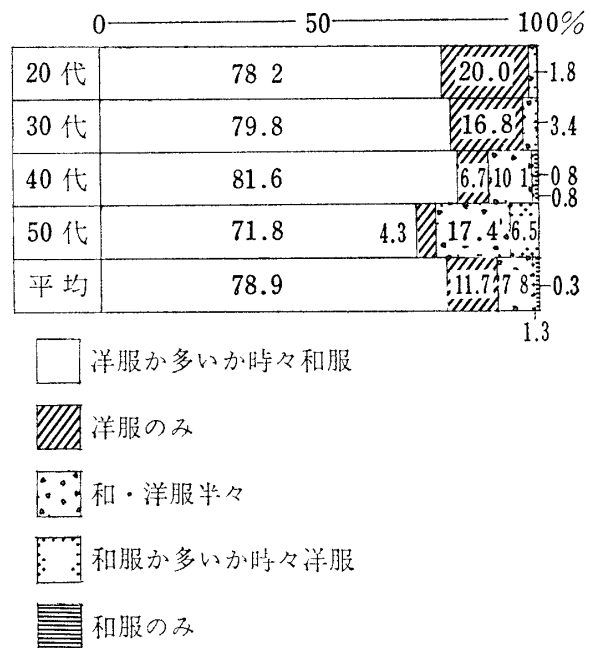 0 50 100%
20代 78 2 20.0 1.8
30代 79.8 16.8 3.4
40代 81.6 6.7 10 1 0 8
0.8
50代 71.8 4.3 17.4 6.5
平均 78.9 11.7 7 8 0.3
1.3
洋服か多いか時々和服
洋服のみ
和・洋服半々
和服か多いか時々洋服
和服のみ